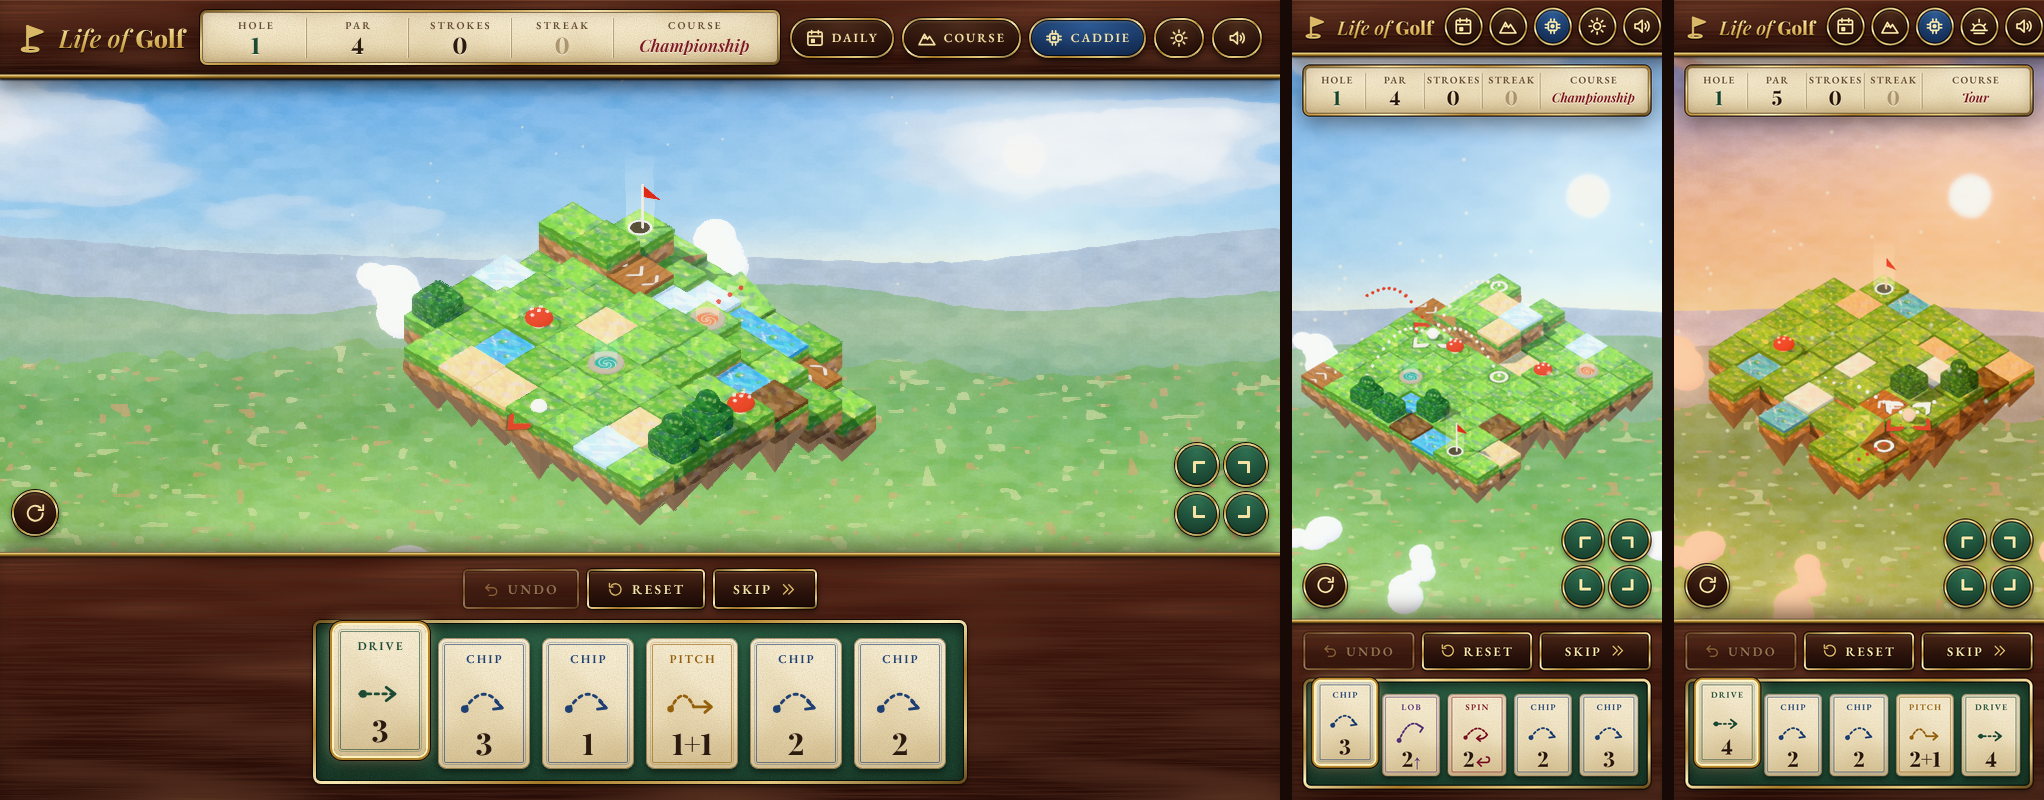 Life of Golf
HOLE PAR STROKES STREAK COURSE
1 4 0 0 Championship
DAILY COURSE CADDIE
UNDO RESET SKIP
DRIVE CHIP CHIP PITCH CHIP CHIP
3 3 1 1+1 2 2
Life of Golf
HOLE PAR STROKES STREAK COURSE
1 4 0 0 Championship
UNDO RESET SKIP
CHIP LOB SPIN CHIP CHIP
3 2↑ 2↩ 2 3
Life of Golf
HOLE PAR STROKES STREAK COURSE
1 5 0 0 Tour
UNDO RESET SKIP
DRIVE CHIP CHIP PITCH DRIVE
4 2 2 2+1 4